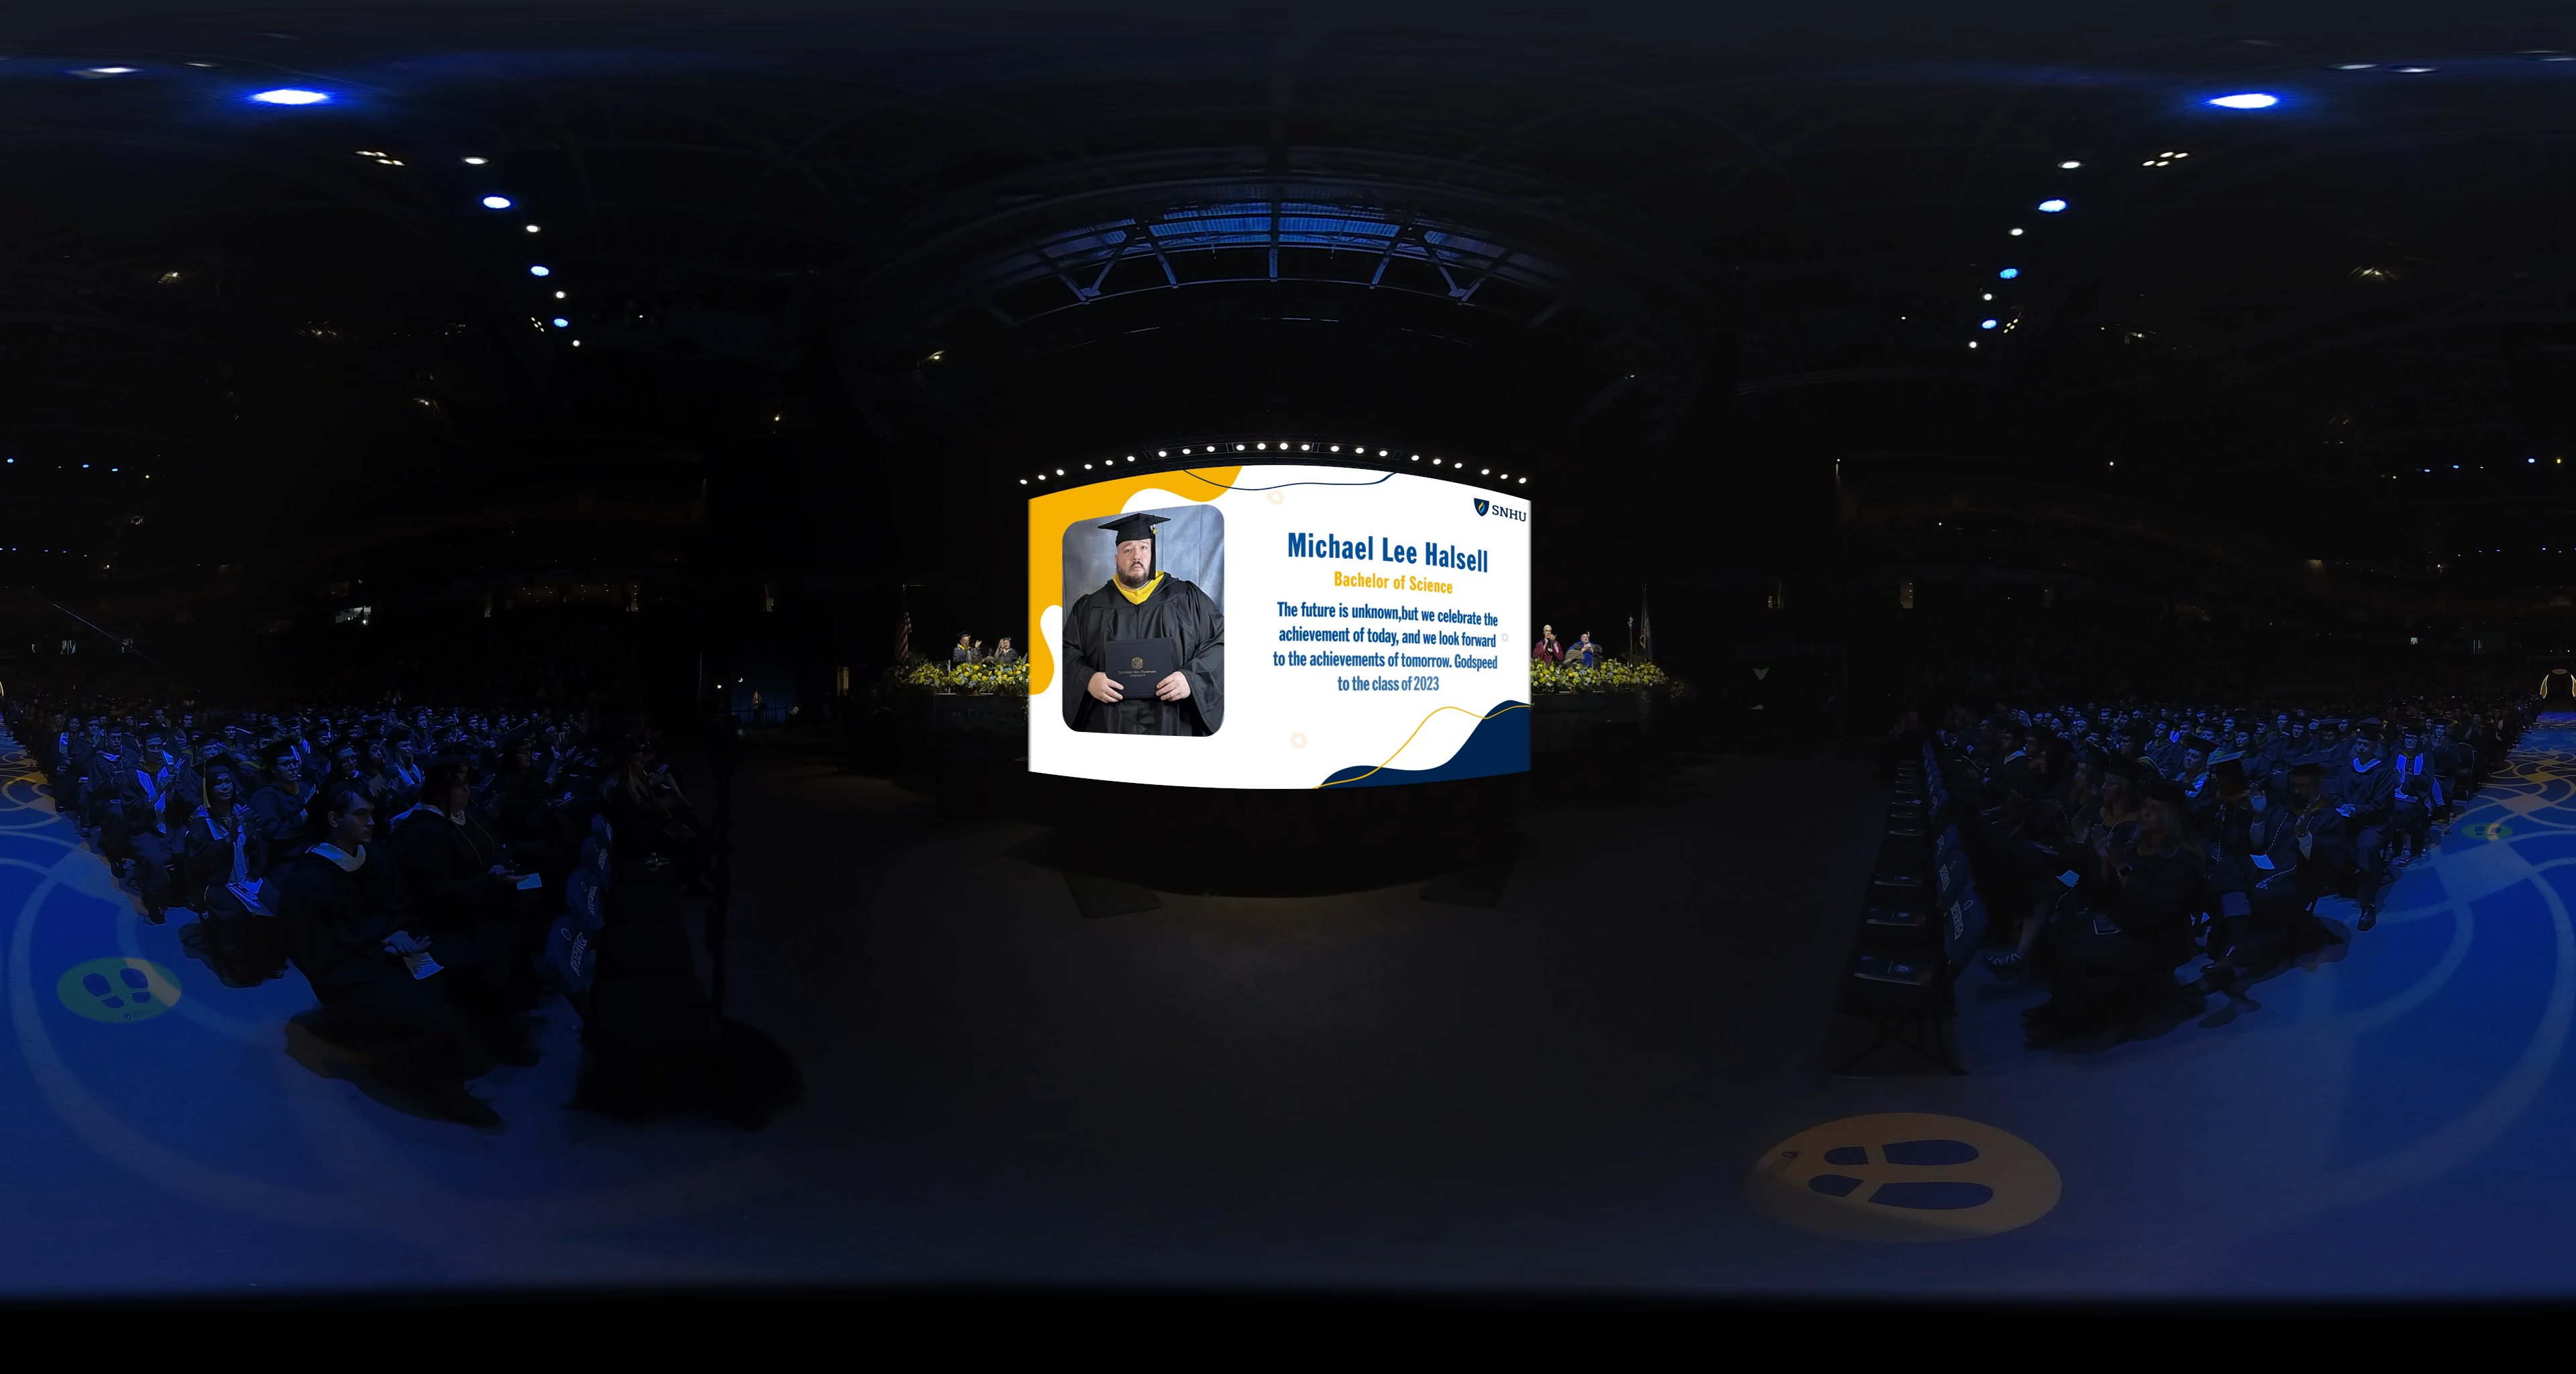 SNHU
Michael Lee Halsell
Bachelor of Science
The future is unknown,but we celebrate the
achievement of today, and we look forward
to the achievements of tomorrow. Godspeed
to the class of 2023
RESERVED